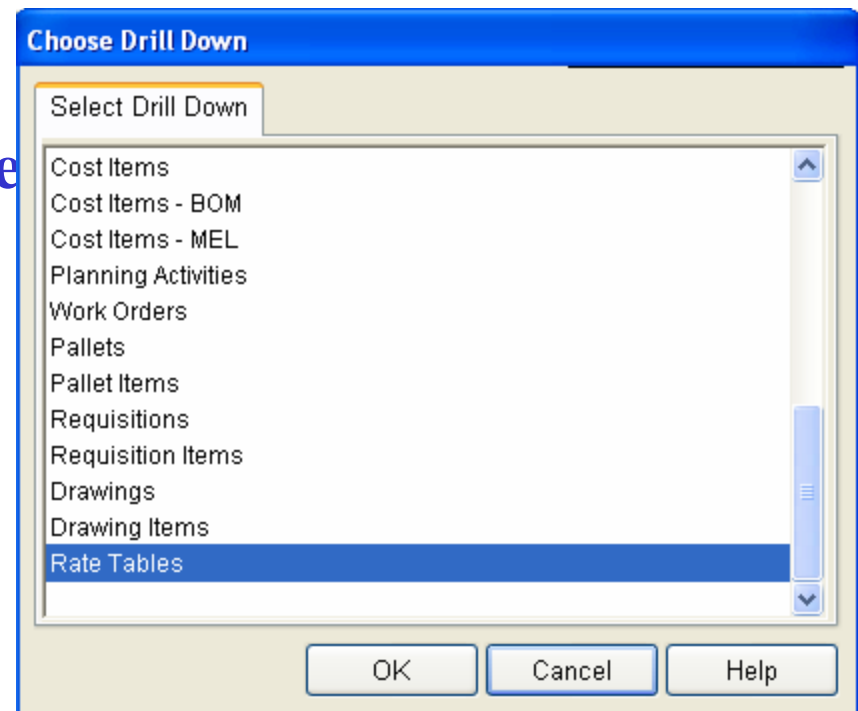 Choose Drill Down
Select Drill Down
e
Cost Items
Cost Items - BOM
Cost Items - MEL
Planning Activities
Work Orders
Pallets
Pallet Items
Requisitions
Requisition Items
Drawings
Drawing Items
Rate Tables
OK Cancel Help